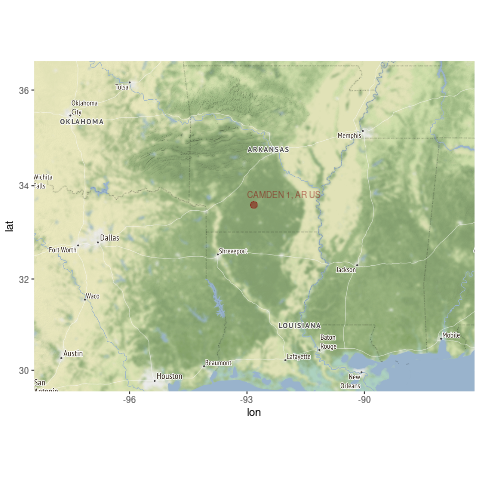 36
34
32
30
lat
-96
-93
-90
lon
Tulsa
Oklahoma
City
OKLAHOMA
Memphis
ARKANSAS
Wichita
Falls
CAMDEN 1, AR US
Dallas
Fort Worth
Shreveport
Jackson
Waco
LOUISIANA
Baton
Rouge
Mobile
Austin
Lafayette
Beaumont
Houston
New
Orleans
San
Antonio